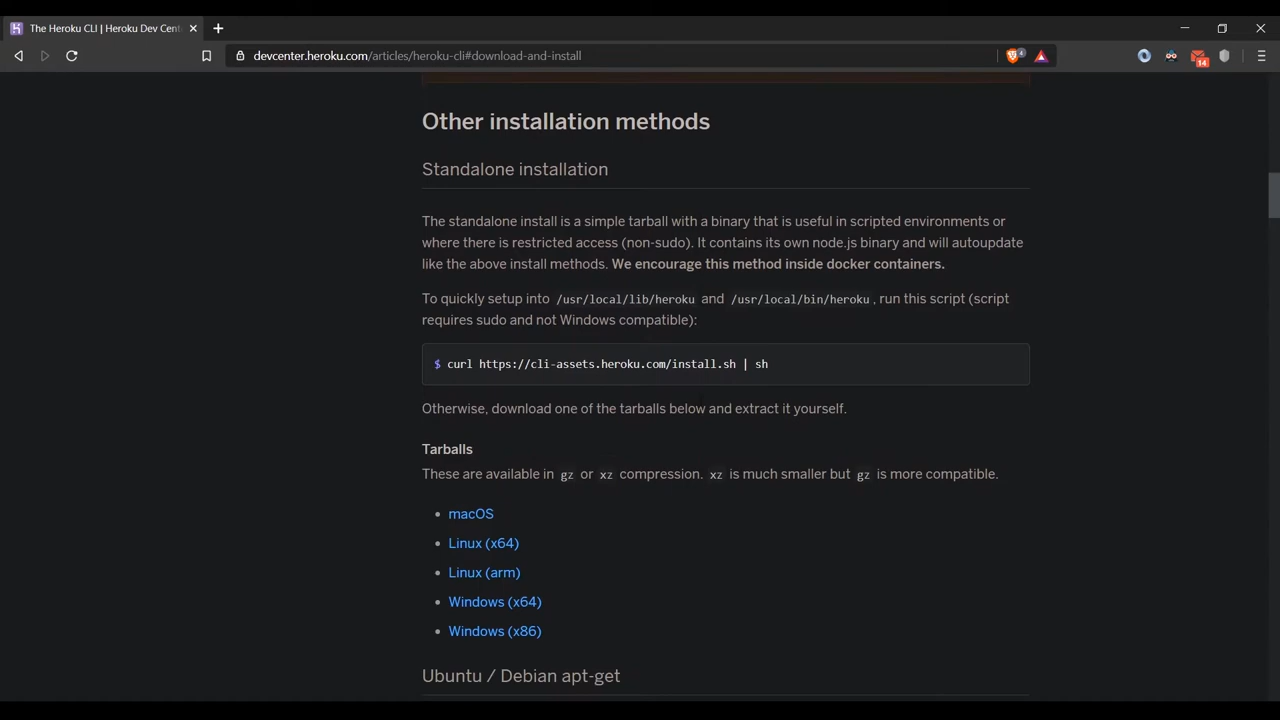 The Heroku CLI | Heroku Dev Cent
devcenter.heroku.com/articles/heroku-cli#download-and-install
4
14
Other installation methods
Standalone installation
The standalone install is a simple tarball with a binary that is useful in scripted environments or
where there is restricted access (non-sudo). It contains its own node.js binary and will autoupdate
like the above install methods. We encourage this method inside docker containers.
To quickly setup into /usr/local/lib/heroku and /usr/local/bin/heroku, run this script (script
requires sudo and not Windows compatible):
$ curl https://cli-assets.heroku.com/install.sh | sh
Otherwise, download one of the tarballs below and extract it yourself.
Tarballs
These are available in gz or xz compression. xz is much smaller but gz is more compatible.
• macOS
• Linux (x64)
• Linux (arm)
• Windows (x64)
• Windows (x86)
Ubuntu / Debian apt-get